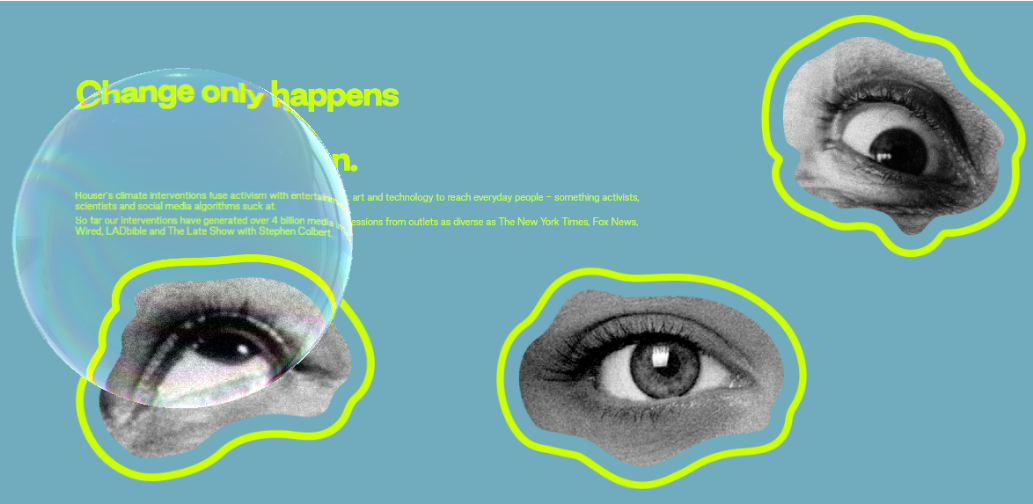 Change only happens
n.
Houser's climate interventions fuse activism with entertainment, art and technology to reach everyday people – something activists,
scientists and social media algorithms suck at.
So far our interventions have generated over 4 billion media impressions from outlets as diverse as The New York Times, Fox News,
Wired, LADbible and The Late Show with Stephen Colbert.